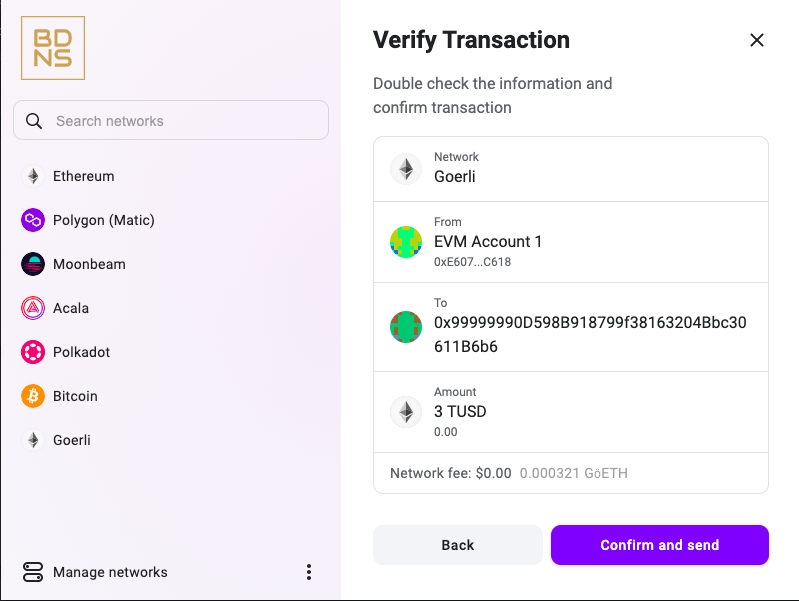 BD
NS
Search networks
Ethereum
Polygon (Matic)
Moonbeam
Acala
Polkadot
Bitcoin
Goerli
Manage networks
Verify Transaction
Double check the information and
confirm transaction
Network
Goerli
From
EVM Account 1
0xE607...C618
To
0x99999990D598B918799f38163204Bbc30
611B6b6
Amount
3 TUSD
0.00
Network fee: $0.00 0.000321 GöETH
Back
Confirm and send